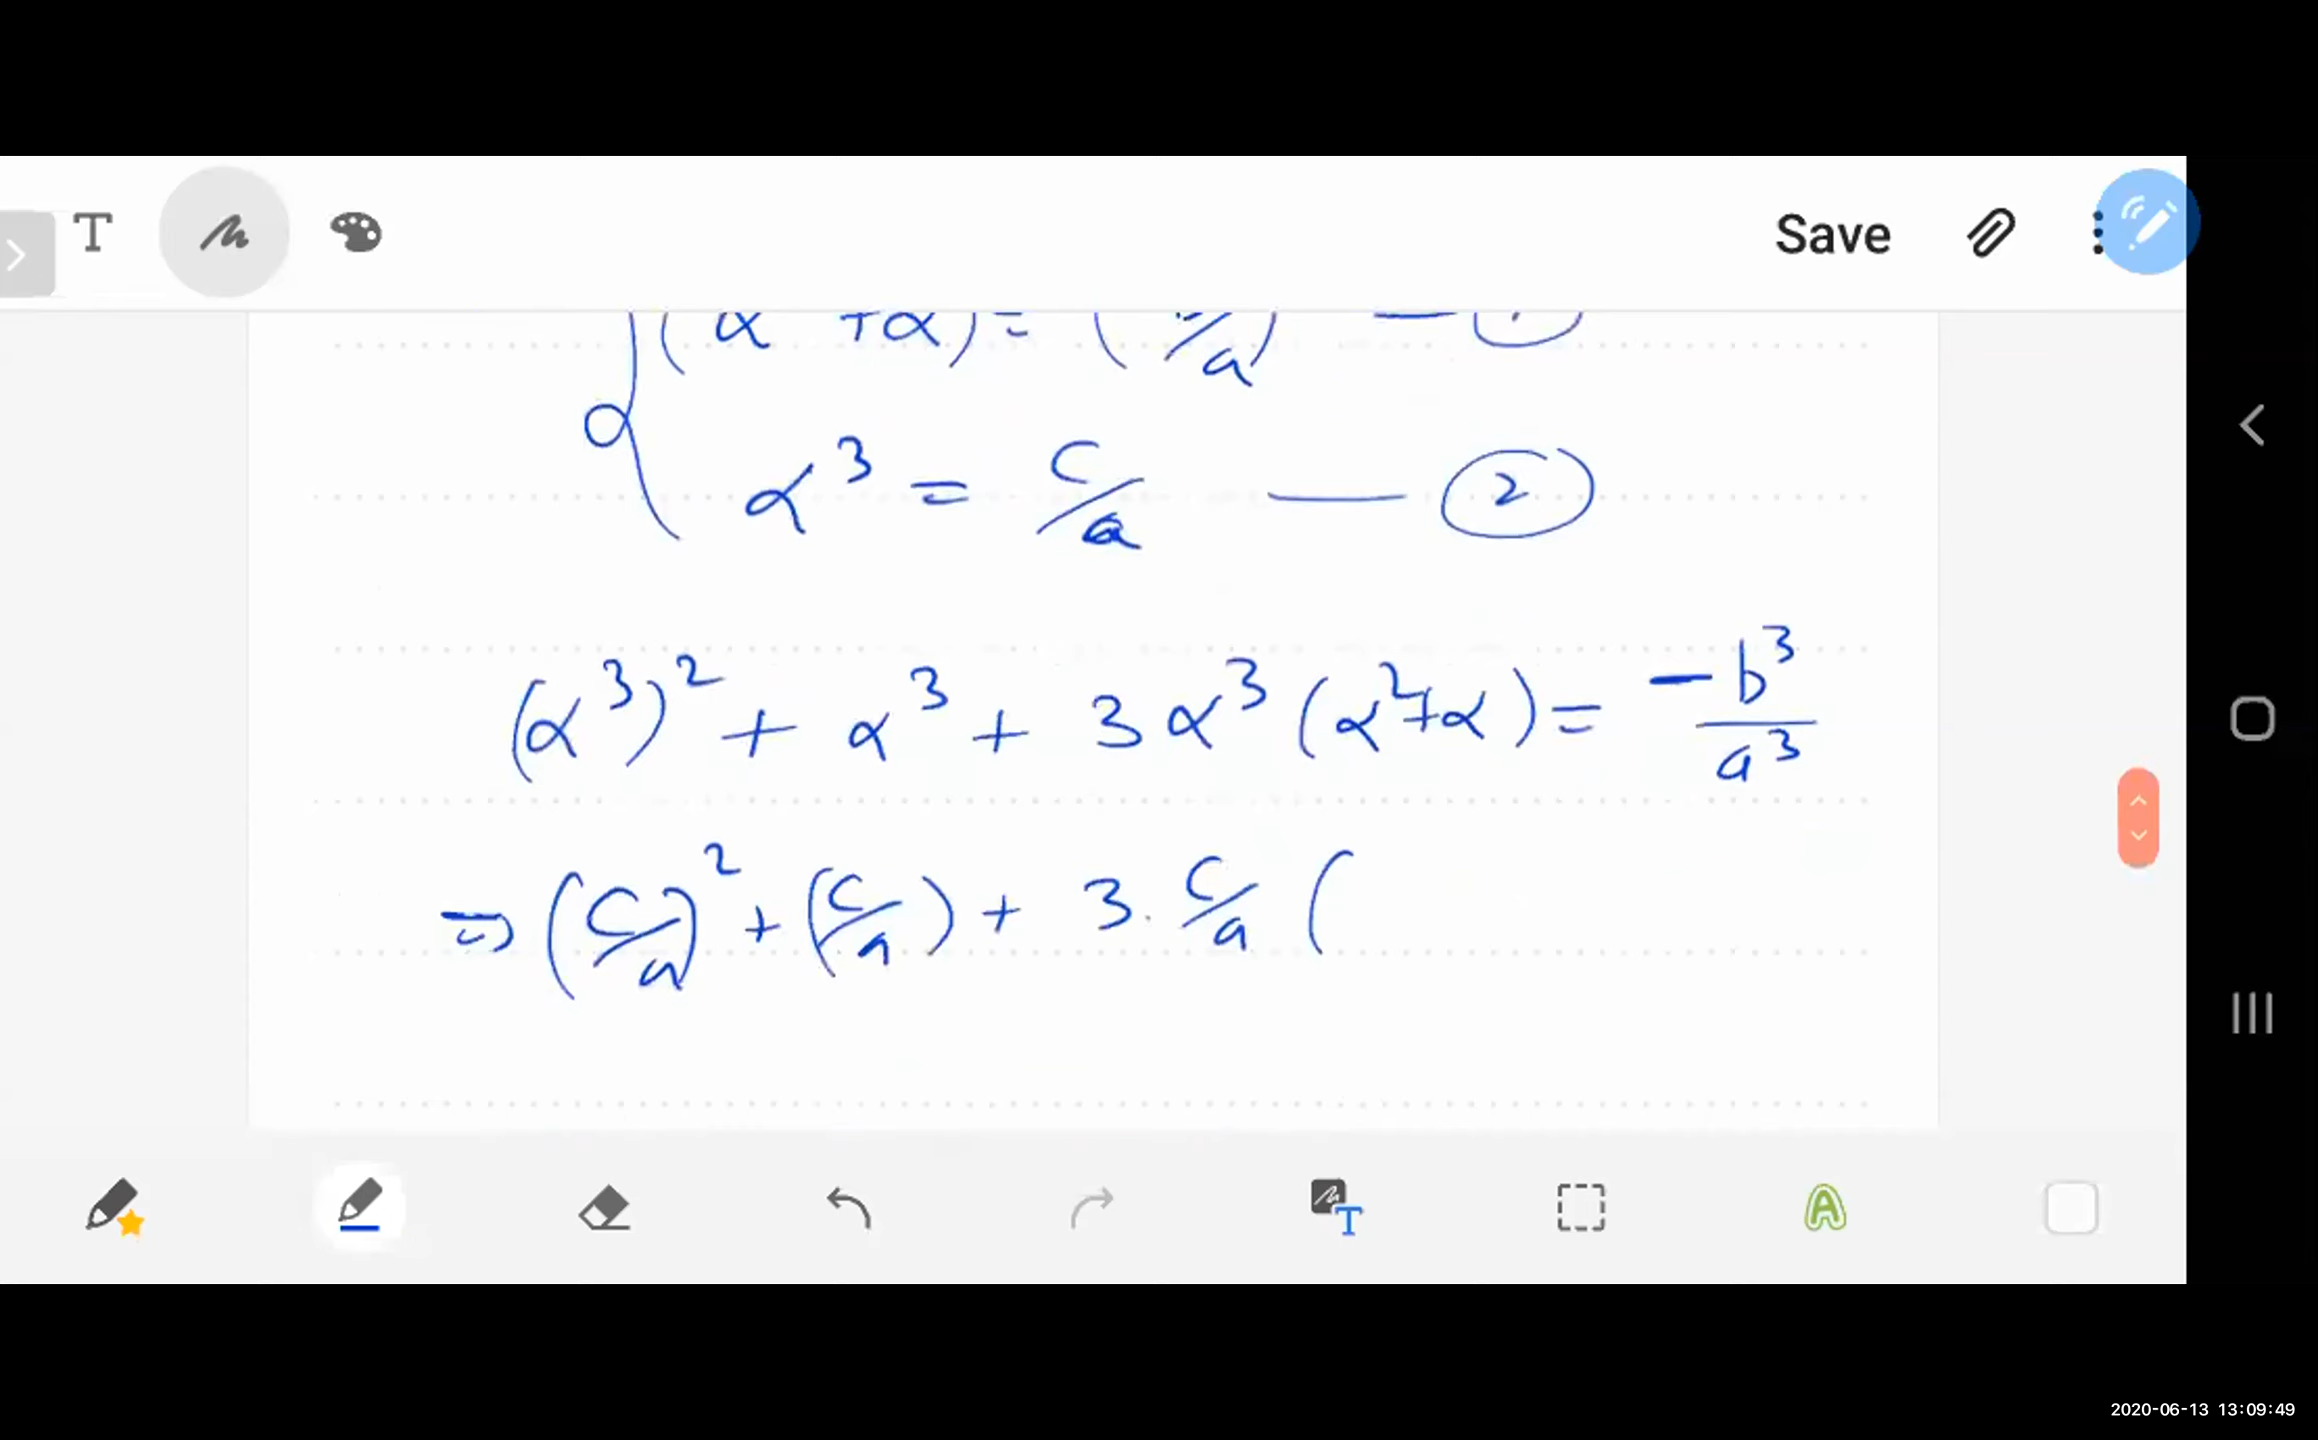 T Save
(α + α) = ( /a) —
α³ = c/a — ②
(α³)² + α³ + 3α³(α²+α) = -b³/a³
⇒ (c/a)² + (c/a) + 3. c/a (
T A
2020-06-13 13:09:49